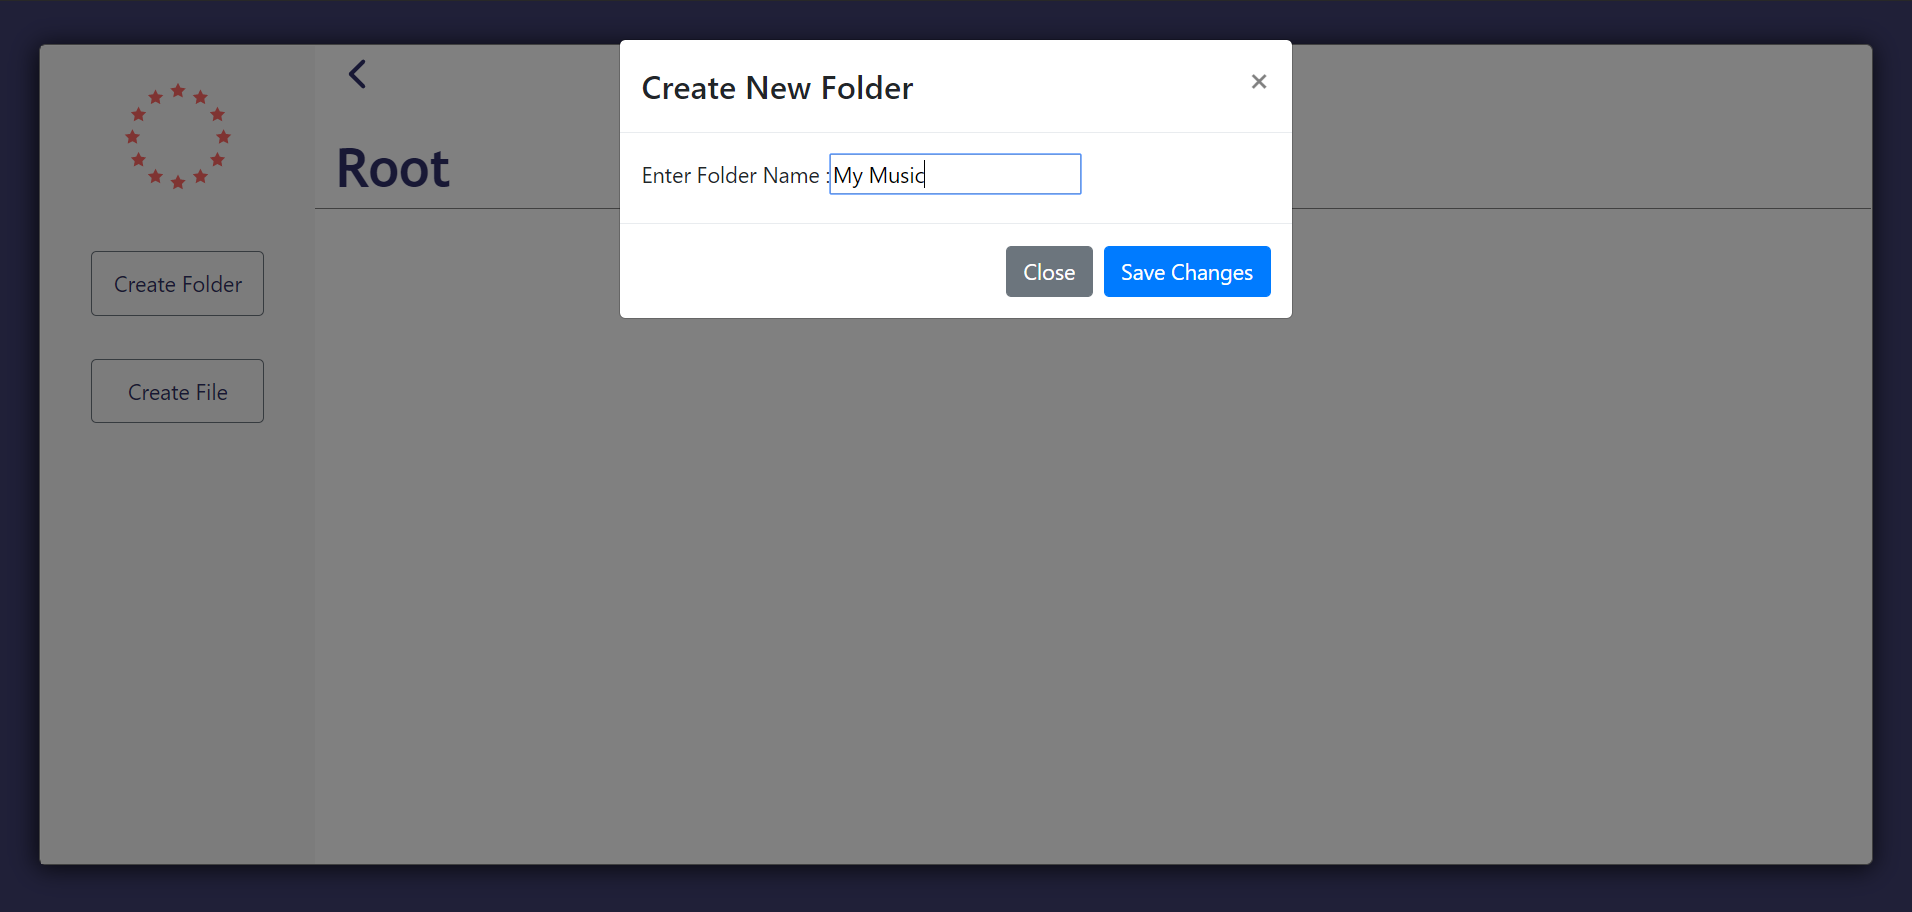 Create New Folder
×
Enter Folder Name :
My Music
Close
Save Changes
Root
Create Folder
Create File